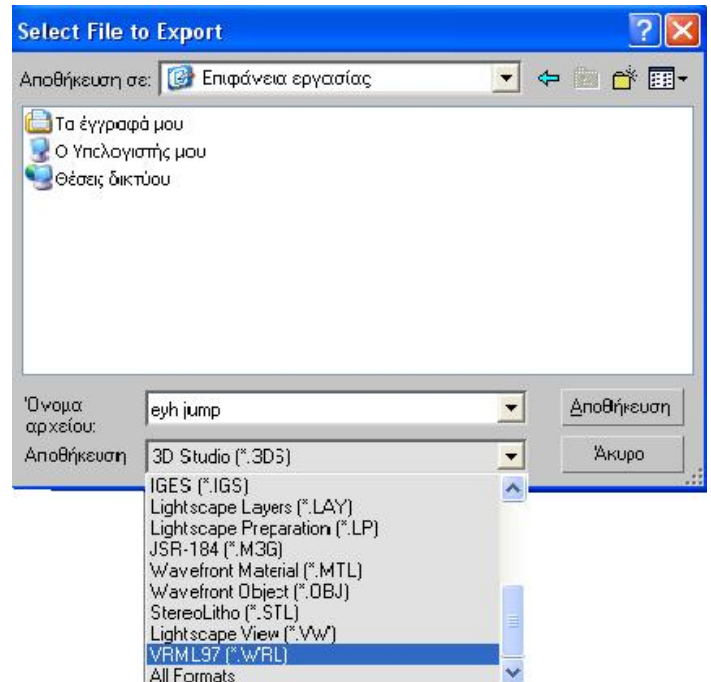 Select File to Export
Αποθήκευση σε: Επιφάνεια εργασίας
Τα έγγραφά μου
Ο Υπολογιστής μου
Θέσεις δικτύου
Όνομα αρχείου:
eyh jump
Αποθήκευση
Αποθήκευση
3D Studio (*.3DS)
Άκυρο
IGES (*.IGS)
Lightscape Layers (*.LAY)
Lightscape Preparation (*.LP)
JSR-184 (*.M3G)
Wavefront Material (*.MTL)
Wavefront Object (*.OBJ)
StereoLitho (*.STL)
Lightscape View (*.VW)
VRML97 (*.WRL)
All Formats